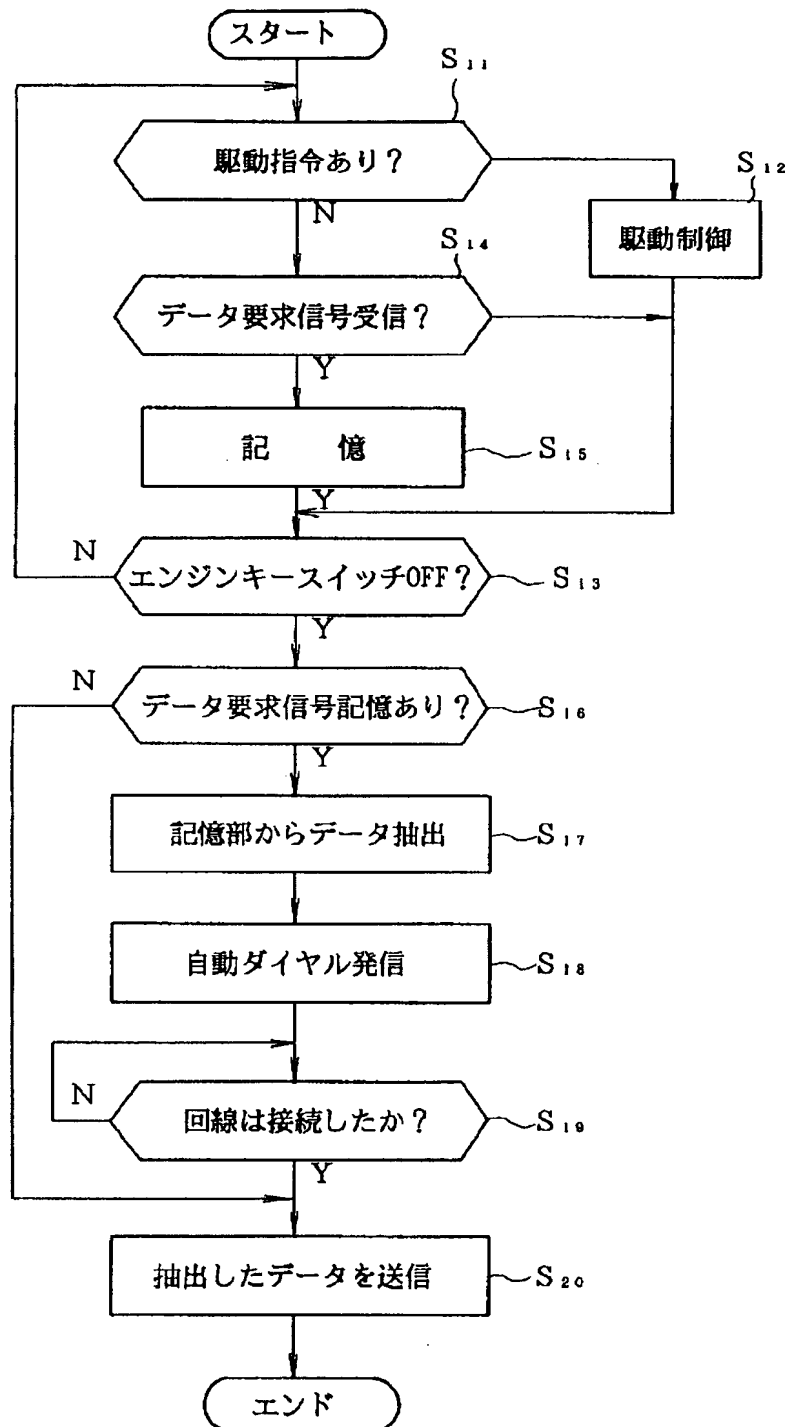 スタート
S₁₁
駆動指令あり?
S₁₂
駆動制御
N
S₁₄
データ要求信号受信?
Y
記 憶
S₁₅
Y
N
エンジンキースイッチOFF?
S₁₃
Y
N
データ要求信号記憶あり?
S₁₆
Y
記憶部からデータ抽出
S₁₇
自動ダイヤル発信
S₁₈
N
回線は接続したか?
S₁₉
Y
抽出したデータを送信
S₂₀
エンド